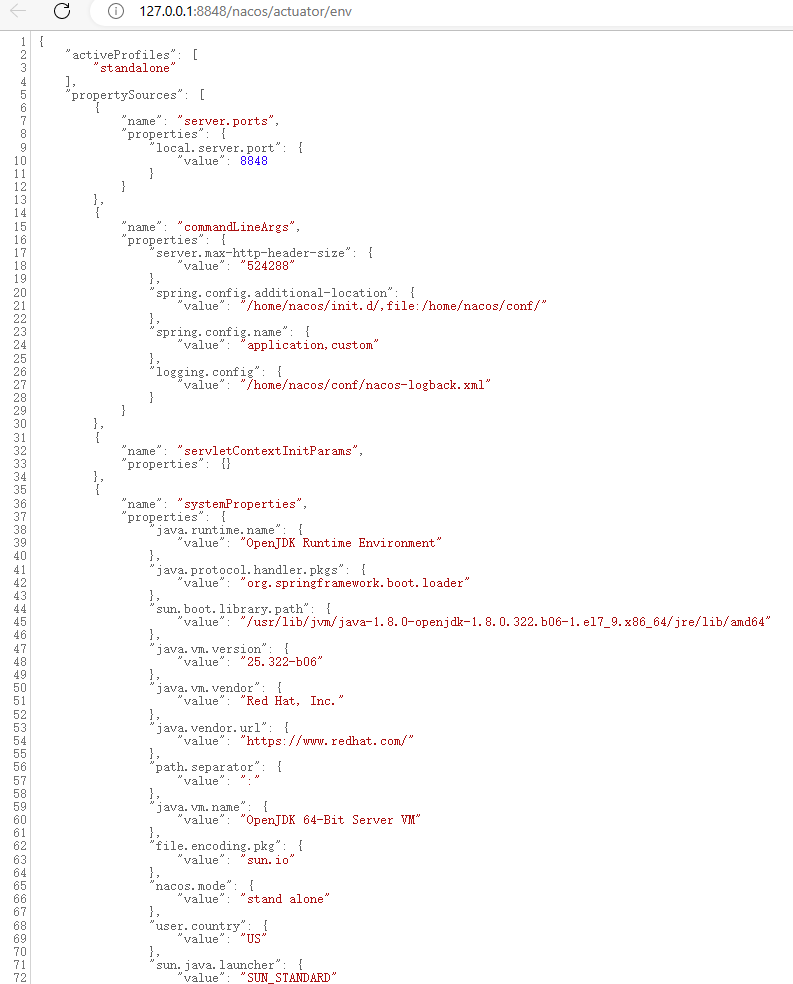 127.0.0.1:8848/nacos/actuator/env
1 {
2     "activeProfiles": [
3         "standalone"
4     ],
5     "propertySources": [
6         {
7             "name": "server.ports",
8             "properties": {
9                 "local.server.port": {
10                     "value": 8848
11                 }
12             }
13         },
14         {
15             "name": "commandLineArgs",
16             "properties": {
17                 "server.max-http-header-size": {
18                     "value": "524288"
19                 },
20                 "spring.config.additional-location": {
21                     "value": "/home/nacos/init.d/,file:/home/nacos/conf/"
22                 },
23                 "spring.config.name": {
24                     "value": "application,custom"
25                 },
26                 "logging.config": {
27                     "value": "/home/nacos/conf/nacos-logback.xml"
28                 }
29             }
30         },
31         {
32             "name": "servletContextInitParams",
33             "properties": {}
34         },
35         {
36             "name": "systemProperties",
37             "properties": {
38                 "java.runtime.name": {
39                     "value": "OpenJDK Runtime Environment"
40                 },
41                 "java.protocol.handler.pkgs": {
42                     "value": "org.springframework.boot.loader"
43                 },
44                 "sun.boot.library.path": {
45                     "value": "/usr/lib/jvm/java-1.8.0-openjdk-1.8.0.322.b06-1.el7_9.x86_64/jre/lib/amd64"
46                 },
47                 "java.vm.version": {
48                     "value": "25.322-b06"
49                 },
50                 "java.vm.vendor": {
51                     "value": "Red Hat, Inc."
52                 },
53                 "java.vendor.url": {
54                     "value": "https://www.redhat.com/"
55                 },
56                 "path.separator": {
57                     "value": ":"
58                 },
59                 "java.vm.name": {
60                     "value": "OpenJDK 64-Bit Server VM"
61                 },
62                 "file.encoding.pkg": {
63                     "value": "sun.io"
64                 },
65                 "nacos.mode": {
66                     "value": "stand alone"
67                 },
68                 "user.country": {
69                     "value": "US"
70                 },
71                 "sun.java.launcher": {
72                     "value": "SUN_STANDARD"